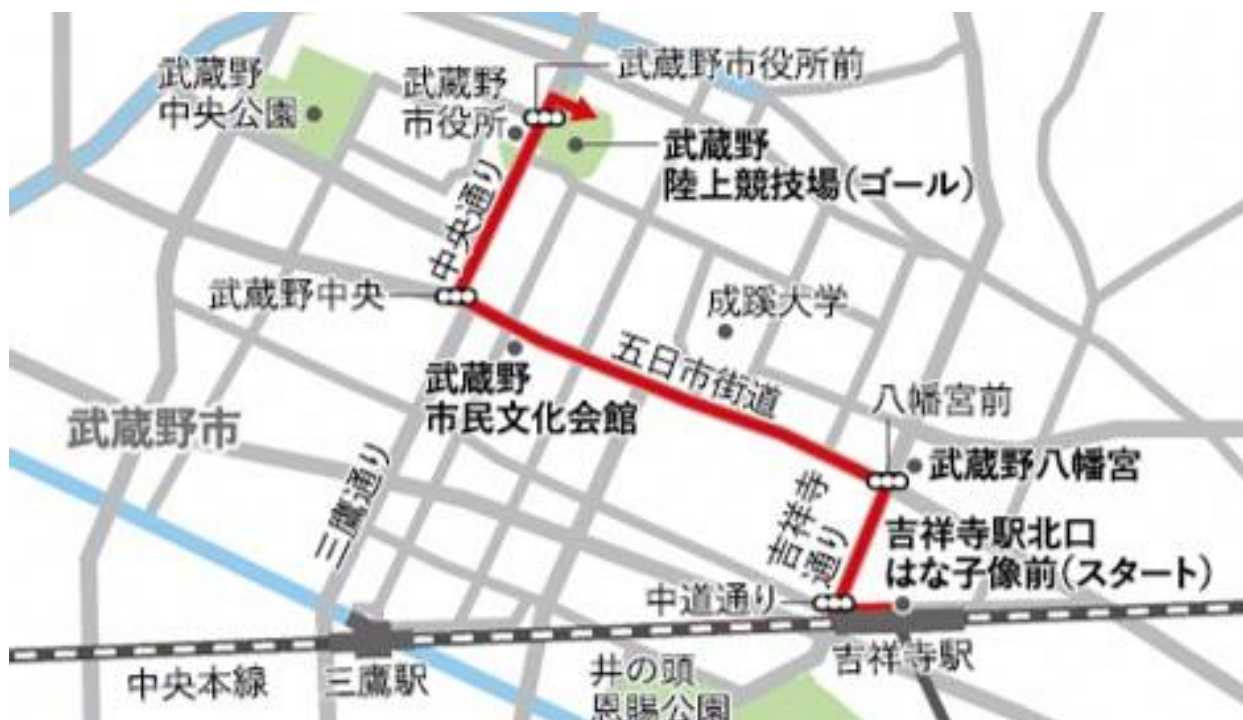 武蔵野
中央公園
武蔵野
市役所
武蔵野市役所前
武蔵野
陸上競技場(ゴール)
中央通り
武蔵野中央
成蹊大学
五日市街道
武蔵野
市民文化会館
八幡宮前
武蔵野市
武蔵野八幡宮
三鷹通り
吉祥寺
通り
吉祥寺駅北口
はな子像前(スタート)
中道通り
中央本線
三鷹駅
井の頭
恩賜公園
吉祥寺駅